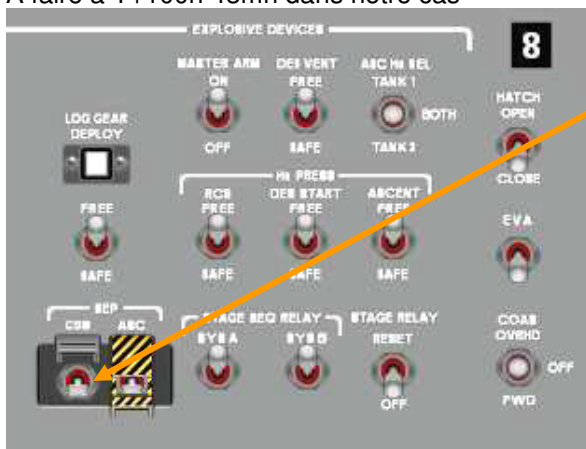 A faire à T+100h 43mn dans notre cas
EXPLOSIVE DEVICES
8
MASTER ARM
ON
OFF
DES VENT
FREE
SAFE
ASC He SEL
TANK 1
BOTH
TANK 2
LDG GEAR
DEPLOY
FREE
SAFE
HATCH
OPEN
CLOSE
He PRESS
RCS
FREE
SAFE
DES START
FREE
SAFE
ASCENT
FREE
SAFE
EVA
SEP
CSM
ASC
STAGE SEQ RELAY
SYS A
SYS B
STAGE RELAY
RESET
OFF
COAS
OVRHD
OFF
FWD